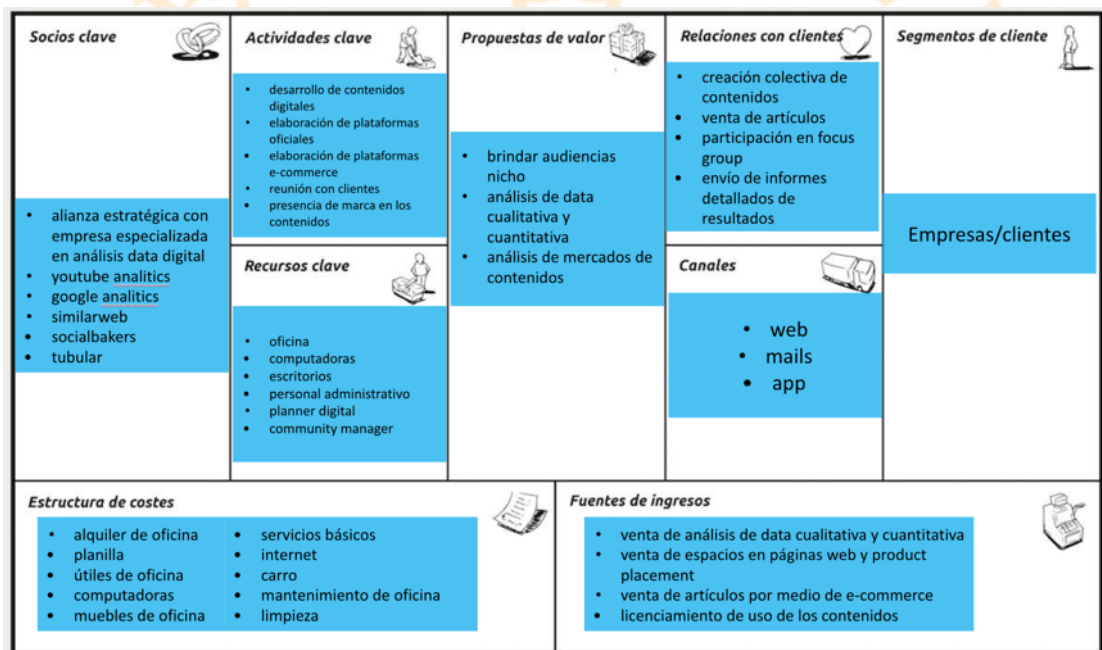 Socios clave
• alianza estratégica con
empresa especializada
en análisis data digital
• youtube analitics
• google analitics
• similarweb
• socialbakers
• tubular
Actividades clave
• desarrollo de contenidos
digitales
• elaboración de plataformas
oficiales
• elaboración de plataformas
e-commerce
• reunión con clientes
• presencia de marca en los
contenidos
Recursos clave
• oficina
• computadoras
• escritorios
• personal administrativo
• planner digital
• community manager
Propuestas de valor
• brindar audiencias
nicho
• análisis de data
cualitativa y
cuantitativa
• análisis de mercados de
contenidos
Relaciones con clientes
• creación colectiva de
contenidos
• venta de artículos
• participación en focus
group
• envío de informes
detallados de
resultados
Canales
• web
• mails
• app
Segmentos de cliente
Empresas/clientes
Estructura de costes
• alquiler de oficina
• planilla
• útiles de oficina
• computadoras
• muebles de oficina
• servicios básicos
• internet
• carro
• mantenimiento de oficina
• limpieza
Fuentes de ingresos
• venta de análisis de data cualitativa y cuantitativa
• venta de espacios en páginas web y product
placement
• venta de artículos por medio de e-commerce
• licenciamiento de uso de los contenidos